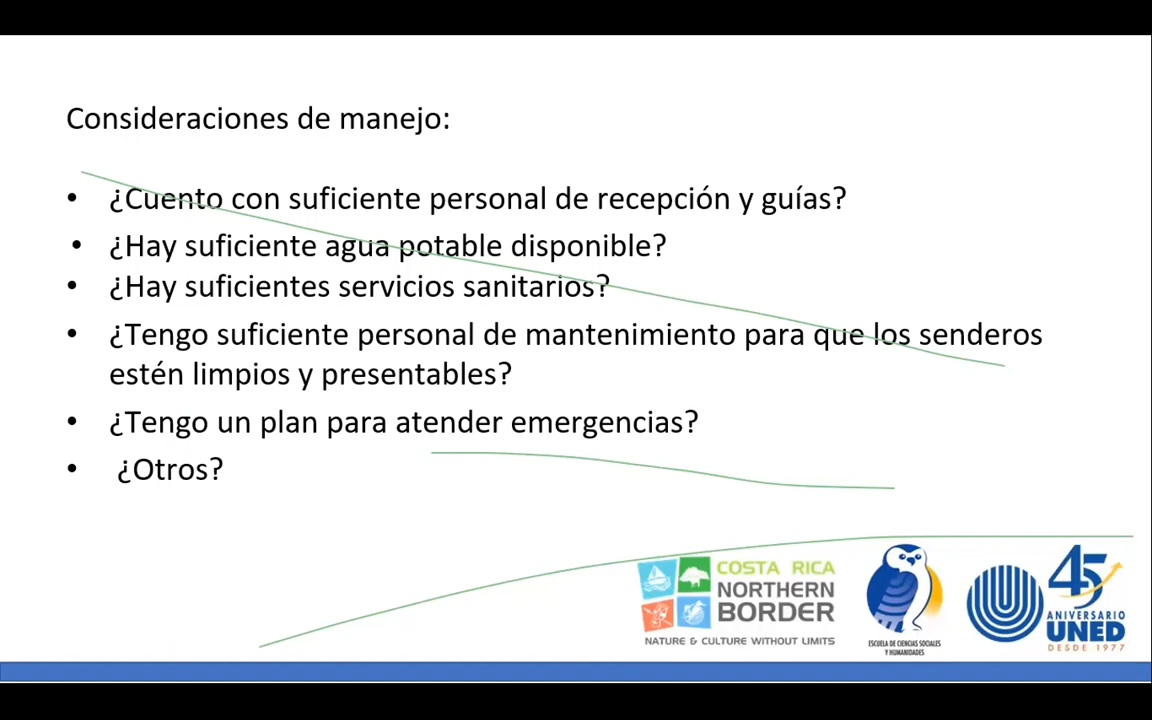 Consideraciones de manejo:
• ¿Cuento con suficiente personal de recepción y guías?
• ¿Hay suficiente agua potable disponible?
• ¿Hay suficientes servicios sanitarios?
• ¿Tengo suficiente personal de mantenimiento para que los senderos
estén limpios y presentables?
• ¿Tengo un plan para atender emergencias?
• ¿Otros?
COSTA RICA
NORTHERN
BORDER
NATURE & CULTURE WITHOUT LIMITS
ESCUELA DE CIENCIAS SOCIALES
Y HUMANIDADES
45
ANIVERSARIO
UNED
DESDE 1977